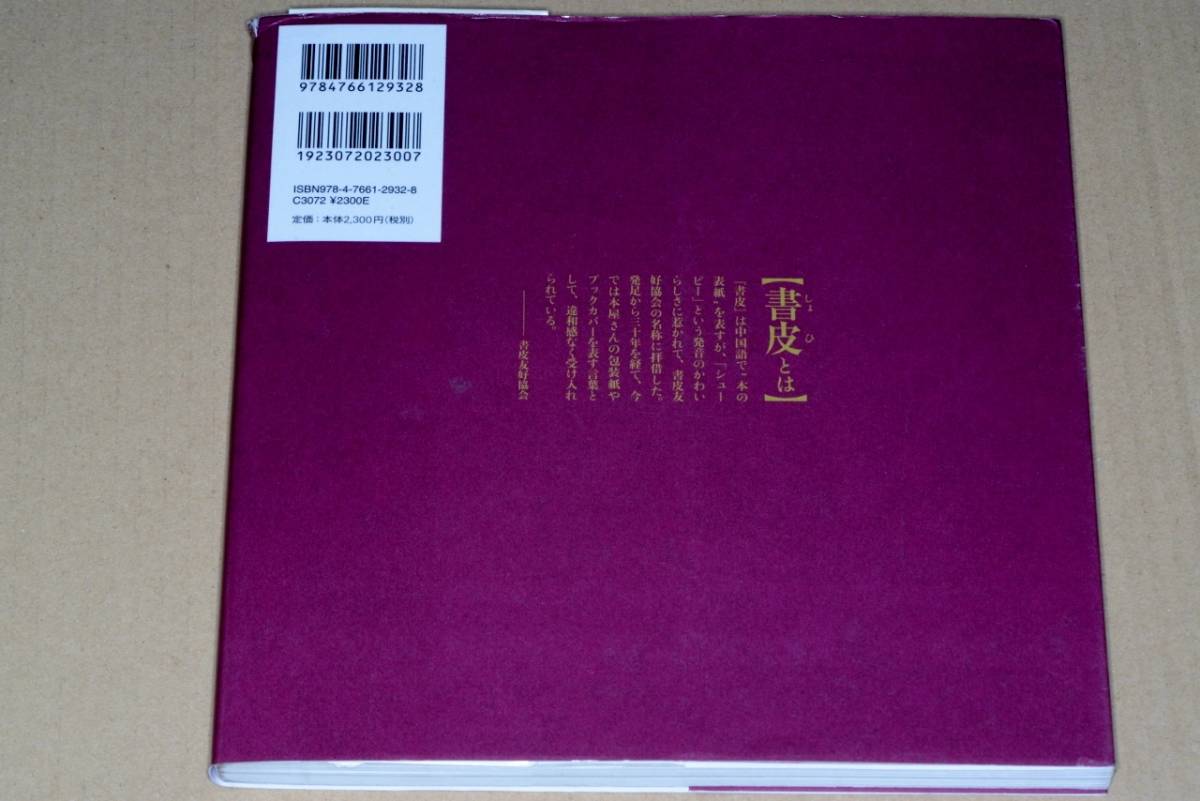 9784766129328
1923072023007
ISBN978-4-7661-2932-8
C3072 ¥2300E
定価:本体2,300円(税別)
【書皮とは】
しょ ひ
「書皮」は中国語で〝本の
表紙〟を表すが、「シュー
ピー」という発音のかわい
らしさに惹かれて、書皮友
好協会の名称に拝借した。
発足から三十年を経て、今
では本屋さんの包装紙や
ブックカバーを表す言葉と
して、違和感なく受け入れ
られている。
———書皮友好協会